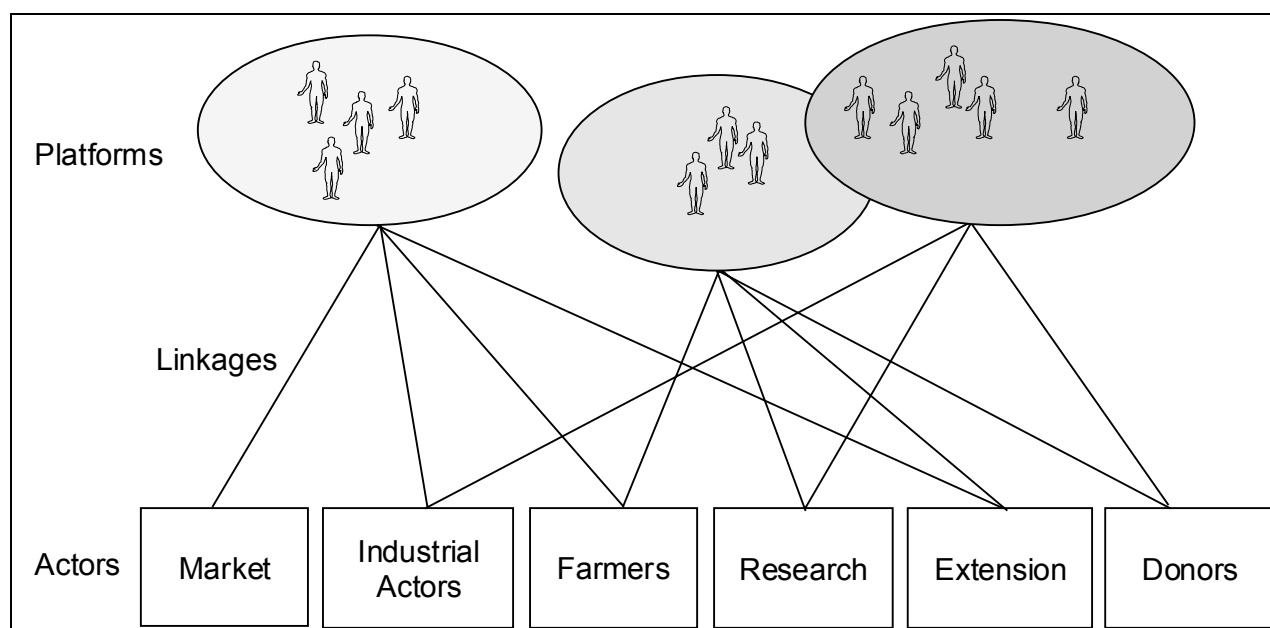 Platforms
Linkages
Actors
Market
Industrial
Actors
Farmers
Research
Extension
Donors